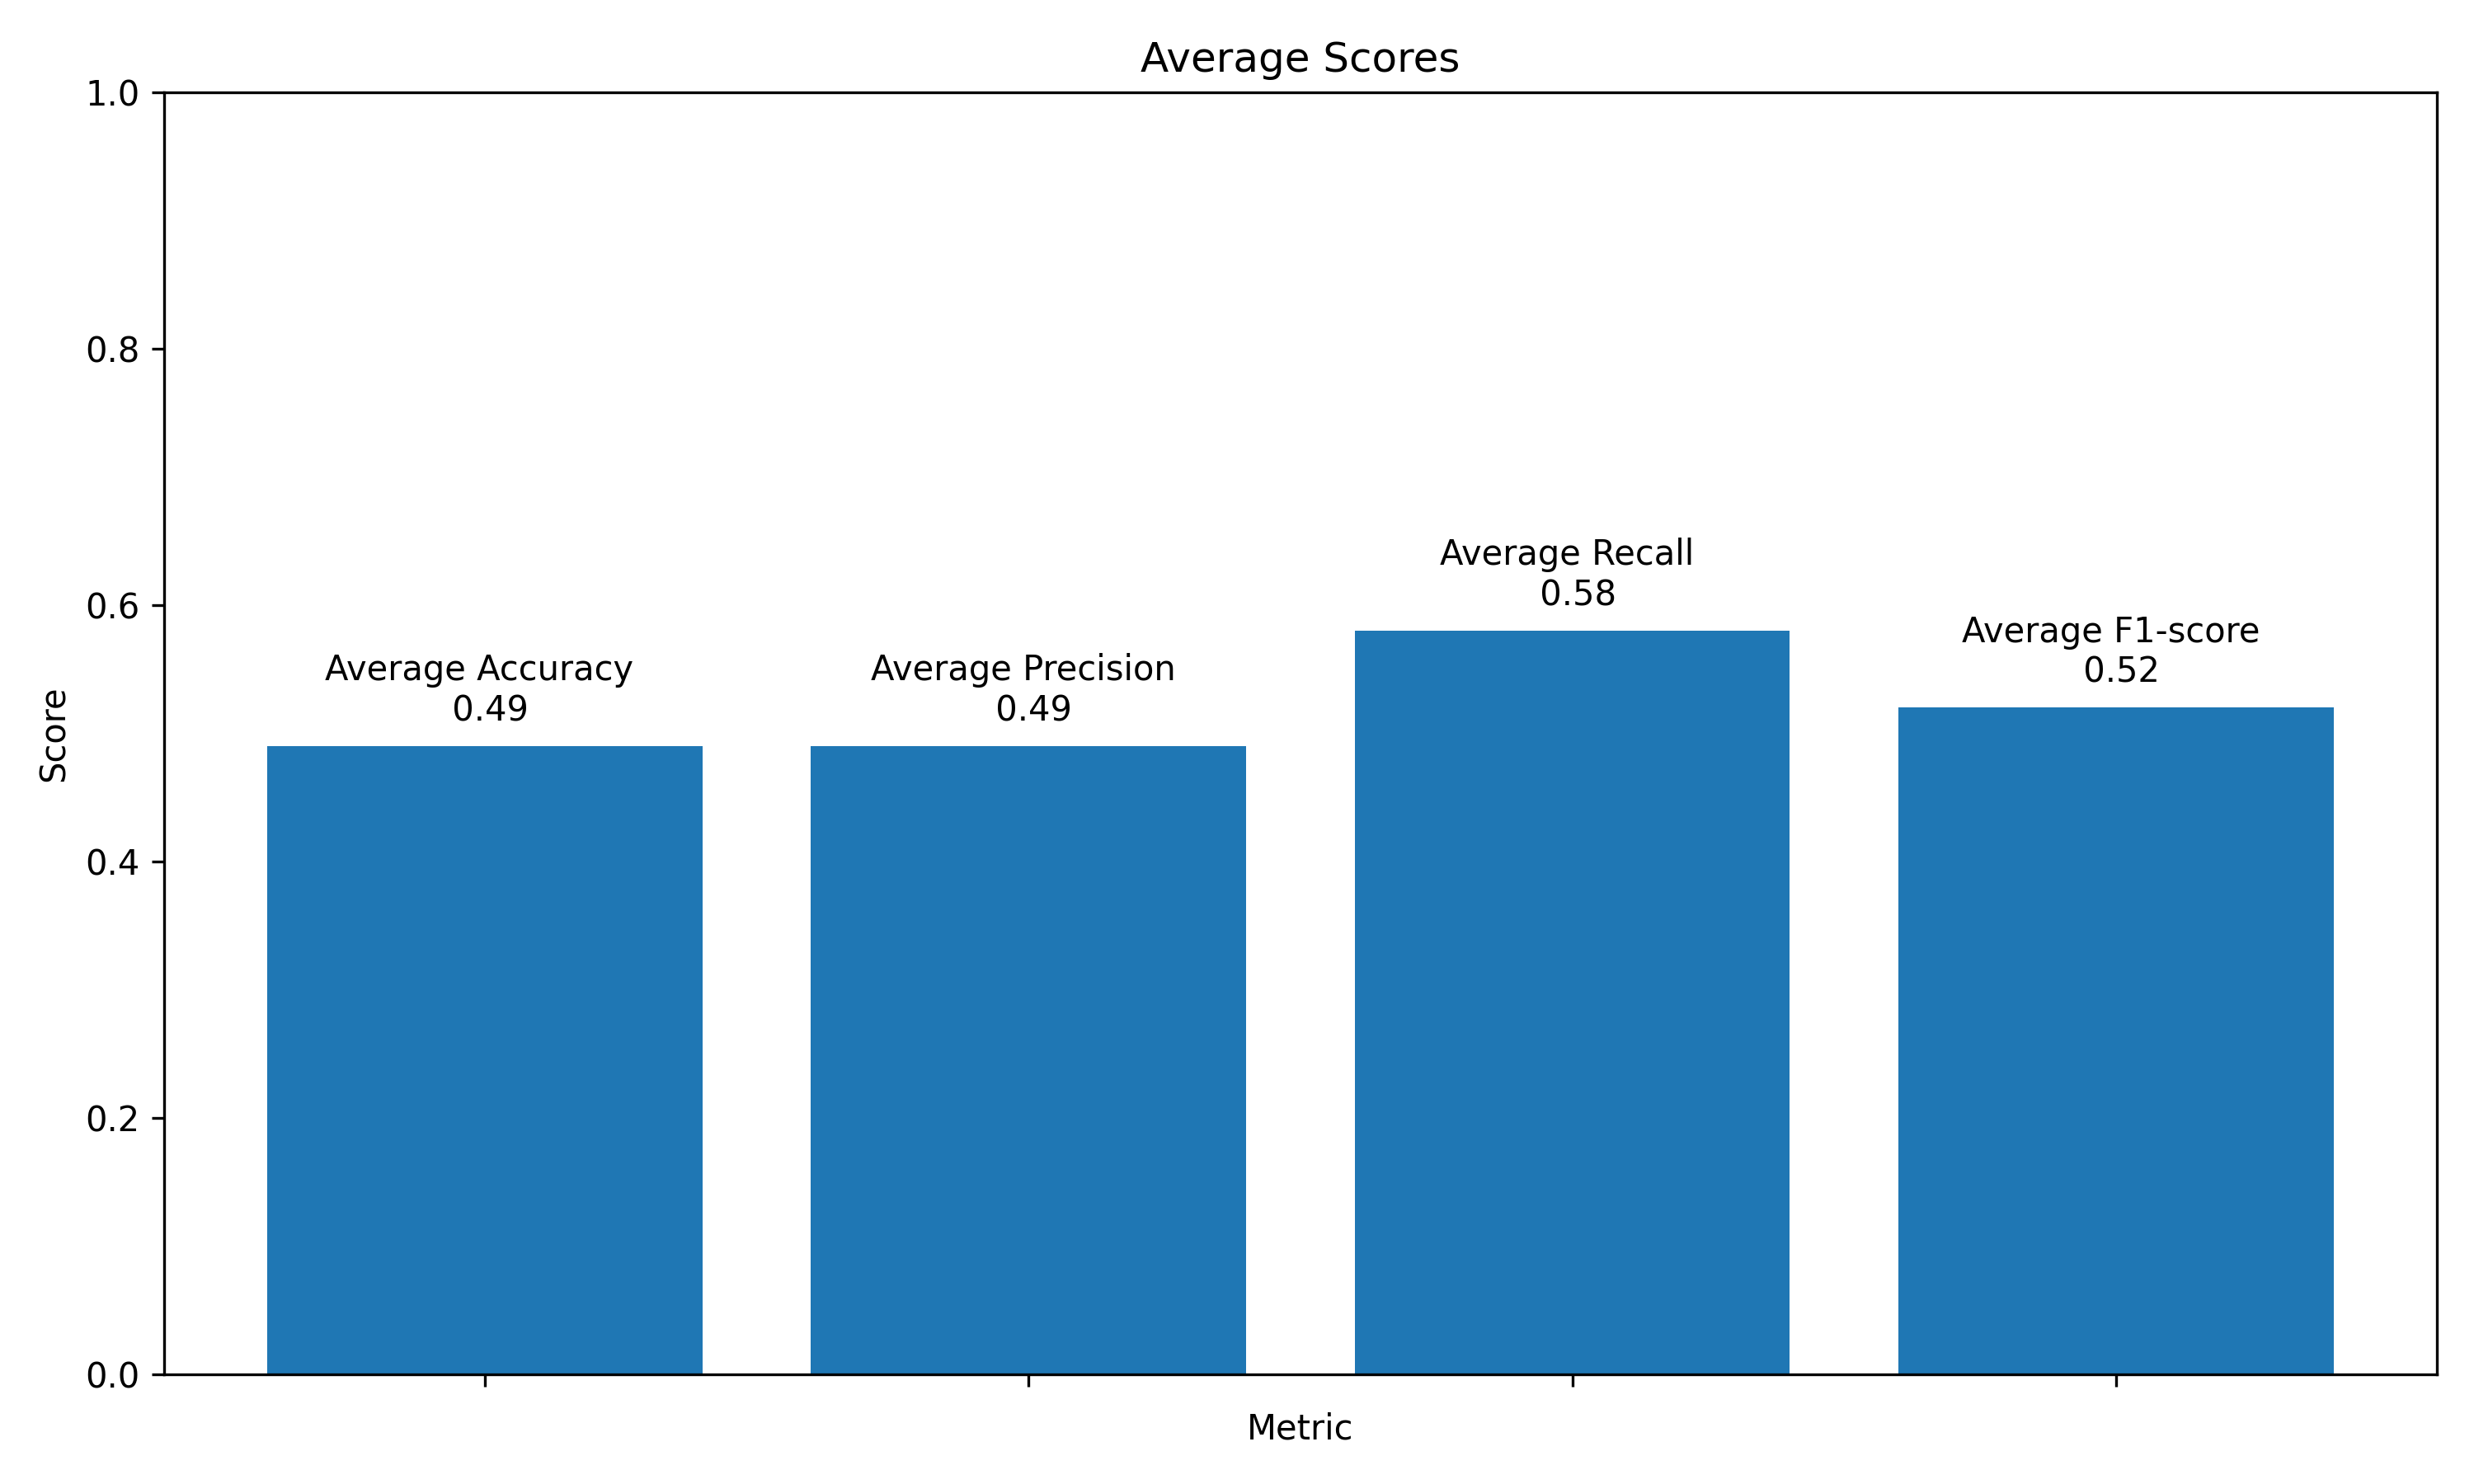 Average Scores
1.0
0.8
0.6
0.4
0.2
0.0
Score
Average Accuracy
0.49
Average Precision
0.49
Average Recall
0.58
Average F1-score
0.52
Metric